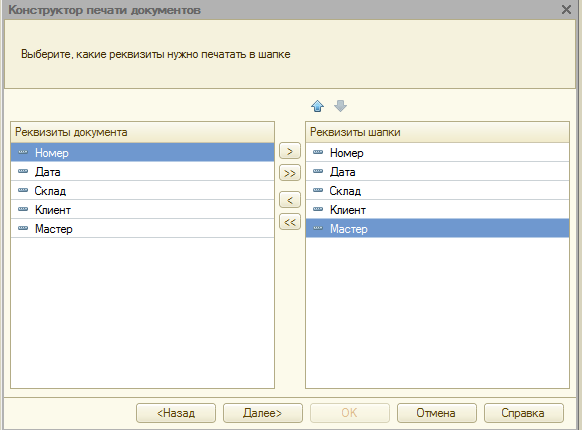 Конструктор печати документов
Выберите, какие реквизиты нужно печатать в шапке
Реквизиты документа
Номер
Дата
Склад
Клиент
Мастер
>
>>
<
<<
Реквизиты шапки
Номер
Дата
Склад
Клиент
Мастер
<Назад
Далее>
OK
Отмена
Справка